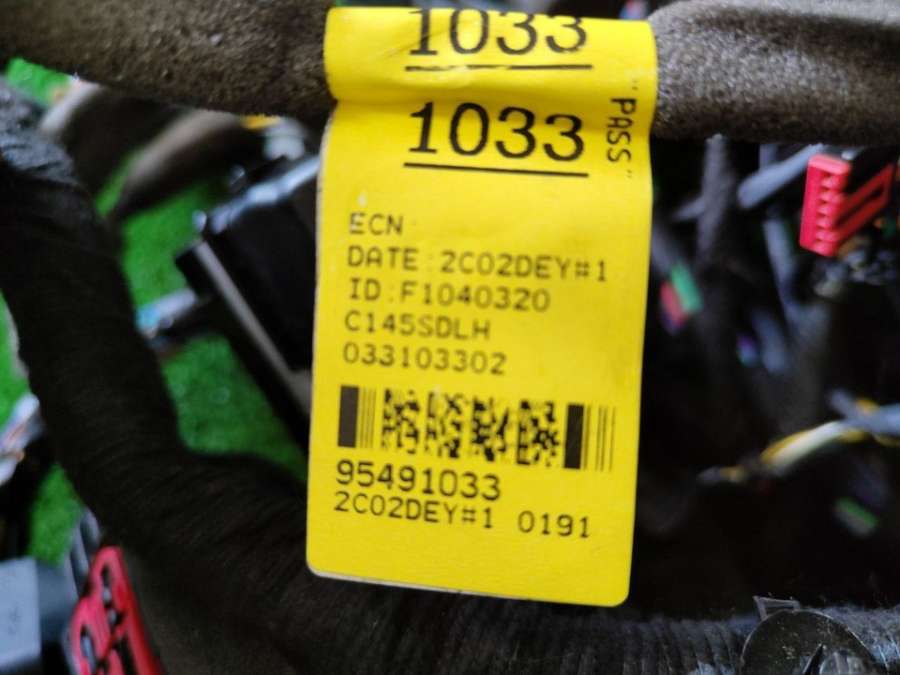 1033
1033
"PASS"
ECN
DATE:2C02DEY#1
ID:F1040320
C145SDLH
033103302
95491033
2C02DEY#1 0191